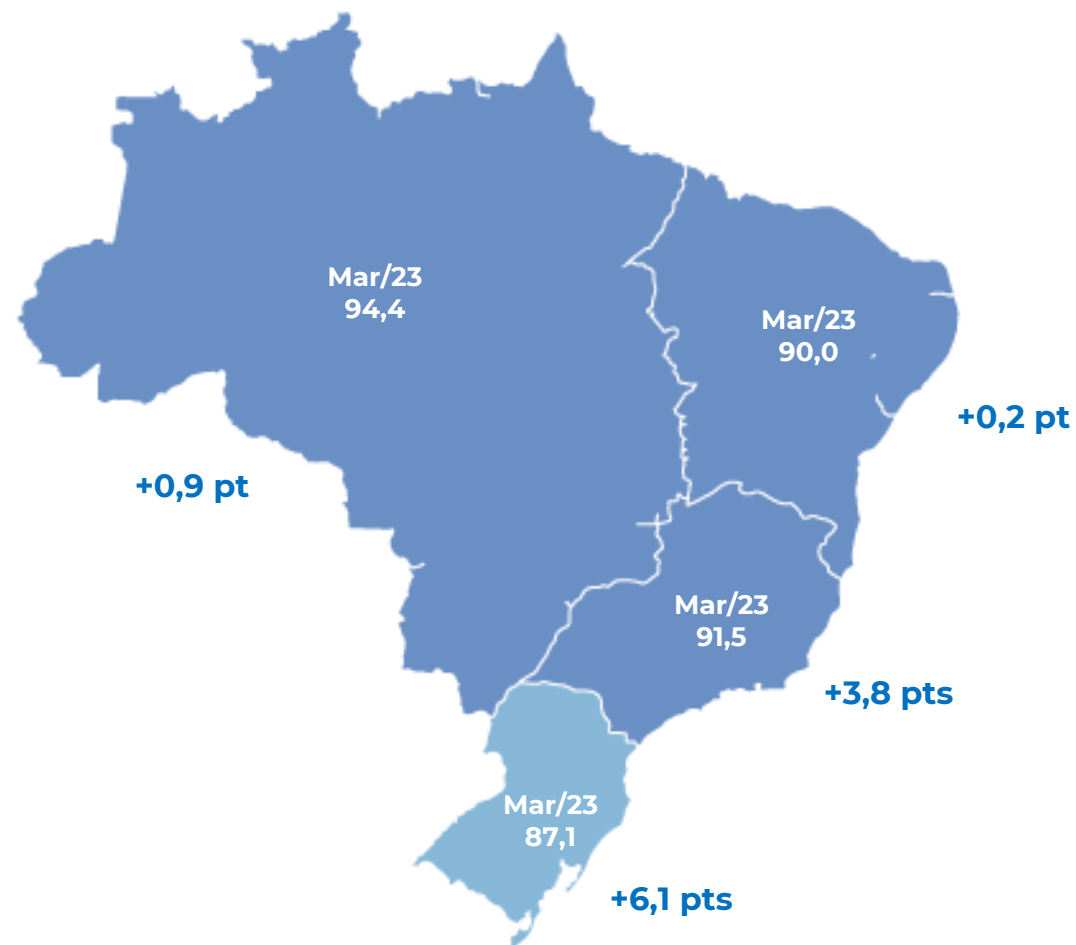 Mar/23
94,4
Mar/23
90,0
+0,2 pt
+0,9 pt
Mar/23
91,5
+3,8 pts
Mar/23
87,1
+6,1 pts